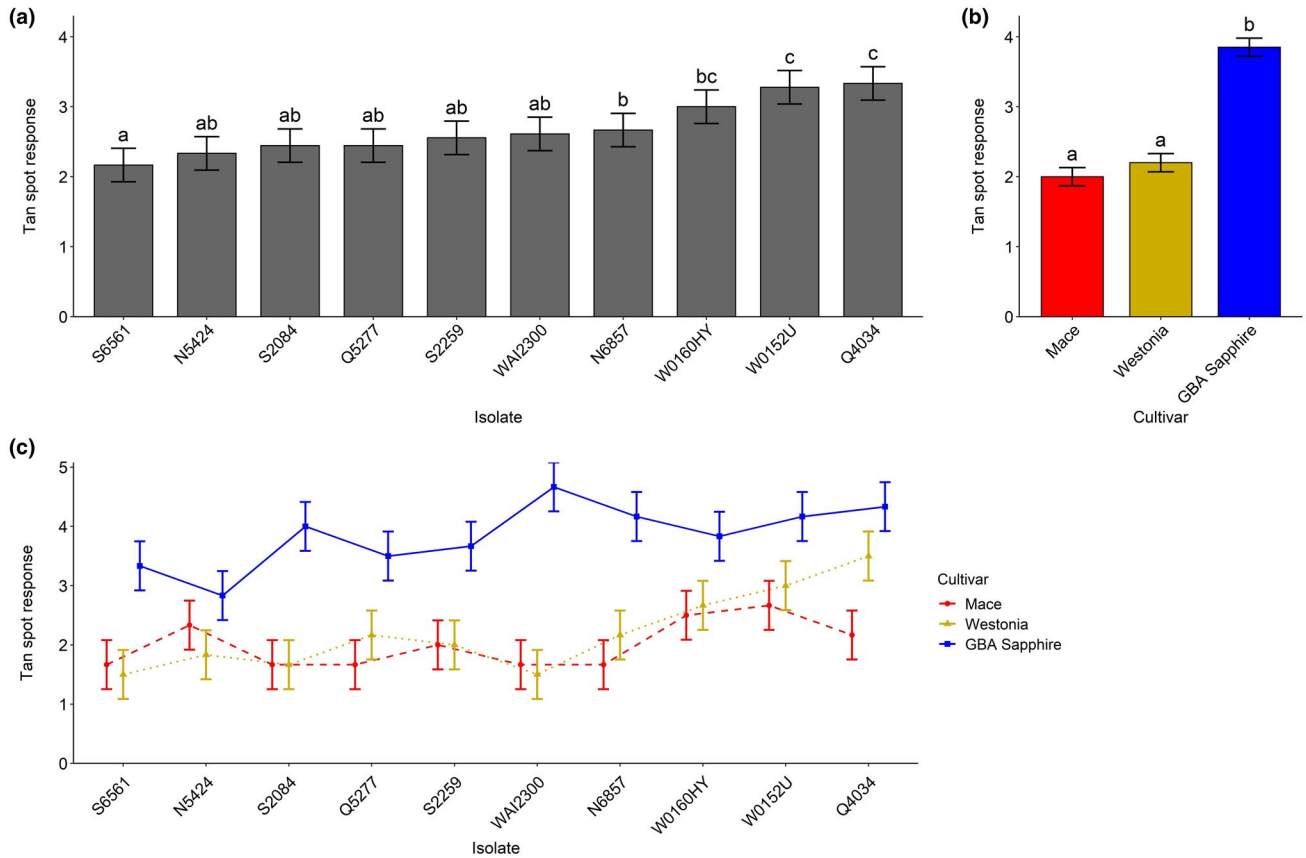 (a)
Tan spot response
4
3
2
1
0
a
ab
ab
ab
ab
ab
b
bc
c
c
S6561
N5424
S2084
Q5277
S2259
WAI2300
N6857
W0160HY
W0152U
Q4034
Isolate
(b)
Tan spot response
4
3
2
1
0
a
a
b
Mace
Westonia
GBA Sapphire
Cultivar
(c)
Tan spot response
5
4
3
2
1
0
S6561
N5424
S2084
Q5277
S2259
WAI2300
N6857
W0160HY
W0152U
Q4034
Isolate
Cultivar
Mace
Westonia
GBA Sapphire